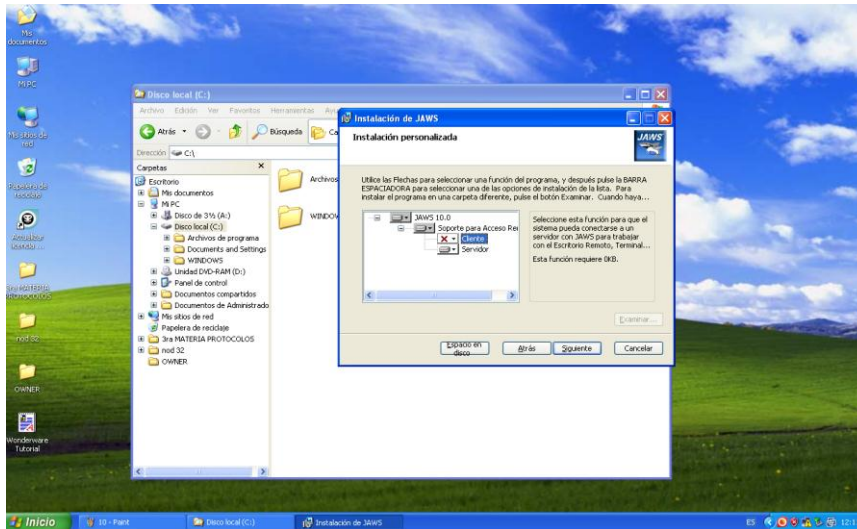 Mis
documentos
Mi PC
Mis sitios de
red
Papelera de
reciclaje
Actualizar
nod 32
OWNER
Wonderware
Tutorial
Disco local (C:)
Archivo Edición Ver Favoritos Herramientas
Atrás
Búsqueda
Dirección C:\
Carpetas
Escritorio
Mis documentos
Mi PC
Disco de 3½ (A:)
Disco local (C:)
Archivos de programa
Documents and Settings
WINDOWS
Unidad DVD-RAM (D:)
Panel de control
Documentos compartidos
Documentos de Administrado
Mis sitios de red
Papelera de reciclaje
3ra MATERIA PROTOCOLOS
nod 32
OWNER
Archivos
WINDOW
Instalación de JAWS
Instalación personalizada
JAWS
Utilice las Flechas para seleccionar una función del programa, y después pulse la BARRA
ESPACIADORA para seleccionar una de las opciones de instalación de la lista. Para
instalar el programa en una carpeta diferente, pulse el botón Examinar. Cuando haya...
JAWS 10.0
Soporte para Acceso Re
Cliente
Servidor
Seleccione esta función para que el
sistema pueda conectarse a un
servidor con JAWS para trabajar
con el Escritorio Remoto, Terminal...
Esta función requiere 0KB.
Examinar...
Espacio en
disco
Atrás
Siguiente
Cancelar
Inicio
10 - Paint
Disco local (C:)
Instalación de JAWS
ES